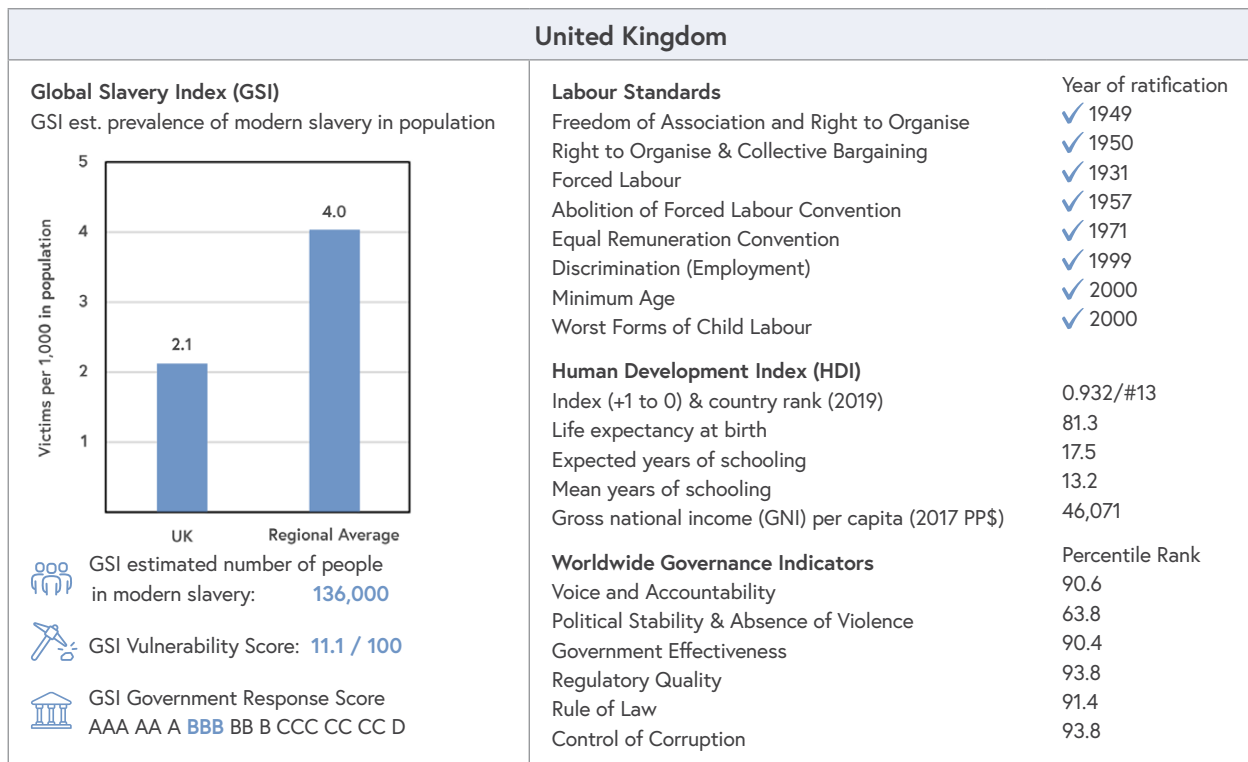 United Kingdom
Global Slavery Index (GSI)
GSI est. prevalence of modern slavery in population
5
4
3
2
1
Victims per 1,000 in population
2.1
4.0
UK
Regional Average
GSI estimated number of people
in modern slavery: 136,000
GSI Vulnerability Score: 11.1 / 100
GSI Government Response Score
AAA AA A BBB BB B CCC CC CC D
Labour Standards Year of ratification
Freedom of Association and Right to Organise ✓ 1949
Right to Organise & Collective Bargaining ✓ 1950
Forced Labour ✓ 1931
Abolition of Forced Labour Convention ✓ 1957
Equal Remuneration Convention ✓ 1971
Discrimination (Employment) ✓ 1999
Minimum Age ✓ 2000
Worst Forms of Child Labour ✓ 2000
Human Development Index (HDI)
Index (+1 to 0) & country rank (2019) 0.932/#13
Life expectancy at birth 81.3
Expected years of schooling 17.5
Mean years of schooling 13.2
Gross national income (GNI) per capita (2017 PP$) 46,071
Worldwide Governance Indicators Percentile Rank
Voice and Accountability 90.6
Political Stability & Absence of Violence 63.8
Government Effectiveness 90.4
Regulatory Quality 93.8
Rule of Law 91.4
Control of Corruption 93.8